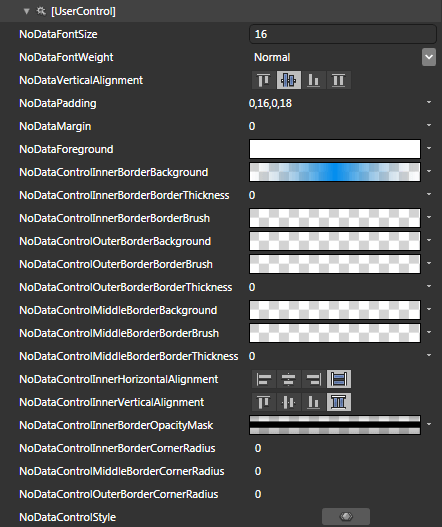 [UserControl]
NoDataFontSize 16
NoDataFontWeight Normal
NoDataVerticalAlignment
NoDataPadding 0,16,0,18
NoDataMargin 0
NoDataForeground
NoDataControlInnerBorderBackground
NoDataControlInnerBorderBorderThickness 0
NoDataControlInnerBorderBorderBrush
NoDataControlOuterBorderBackground
NoDataControlOuterBorderBorderBrush
NoDataControlOuterBorderBorderThickness 0
NoDataControlMiddleBorderBackground
NoDataControlMiddleBorderBorderBrush
NoDataControlMiddleBorderBorderThickness 0
NoDataControlInnerHorizontalAlignment
NoDataControlInnerVerticalAlignment
NoDataControlInnerBorderOpacityMask
NoDataControlInnerBorderCornerRadius 0
NoDataControlMiddleBorderCornerRadius 0
NoDataControlOuterBorderCornerRadius 0
NoDataControlStyle